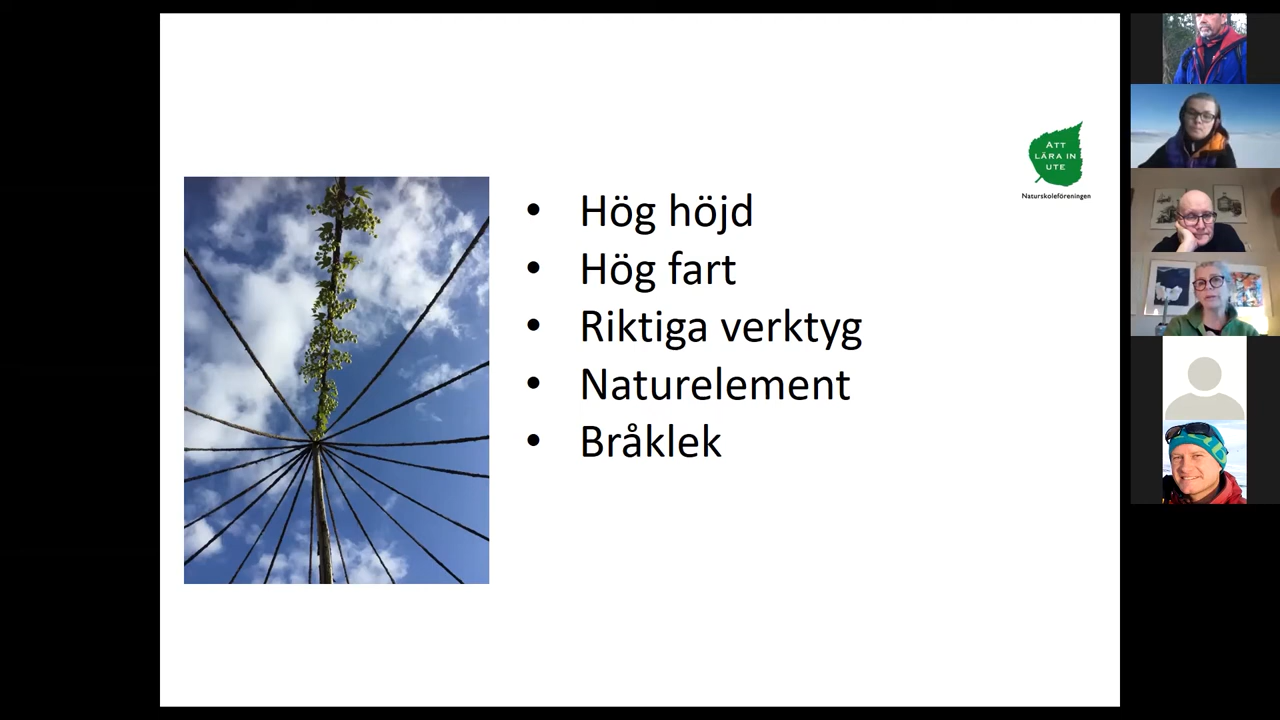 ATT
LÄRA IN
UTE
Naturskoleföreningen
• Hög höjd
• Hög fart
• Riktiga verktyg
• Naturelement
• Bråklek